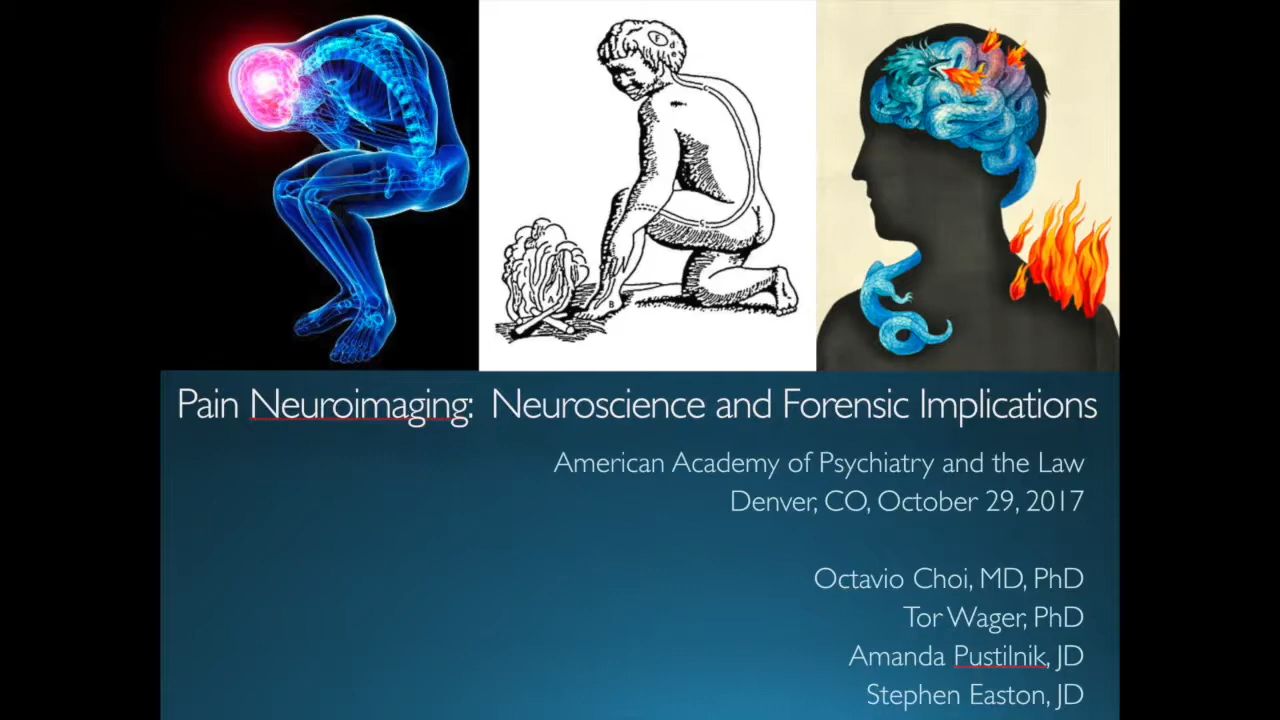 Pain Neuroimaging: Neuroscience and Forensic Implications
American Academy of Psychiatry and the Law
Denver, CO, October 29, 2017
Octavio Choi, MD, PhD
Tor Wager, PhD
Amanda Pustilnik, JD
Stephen Easton, JD